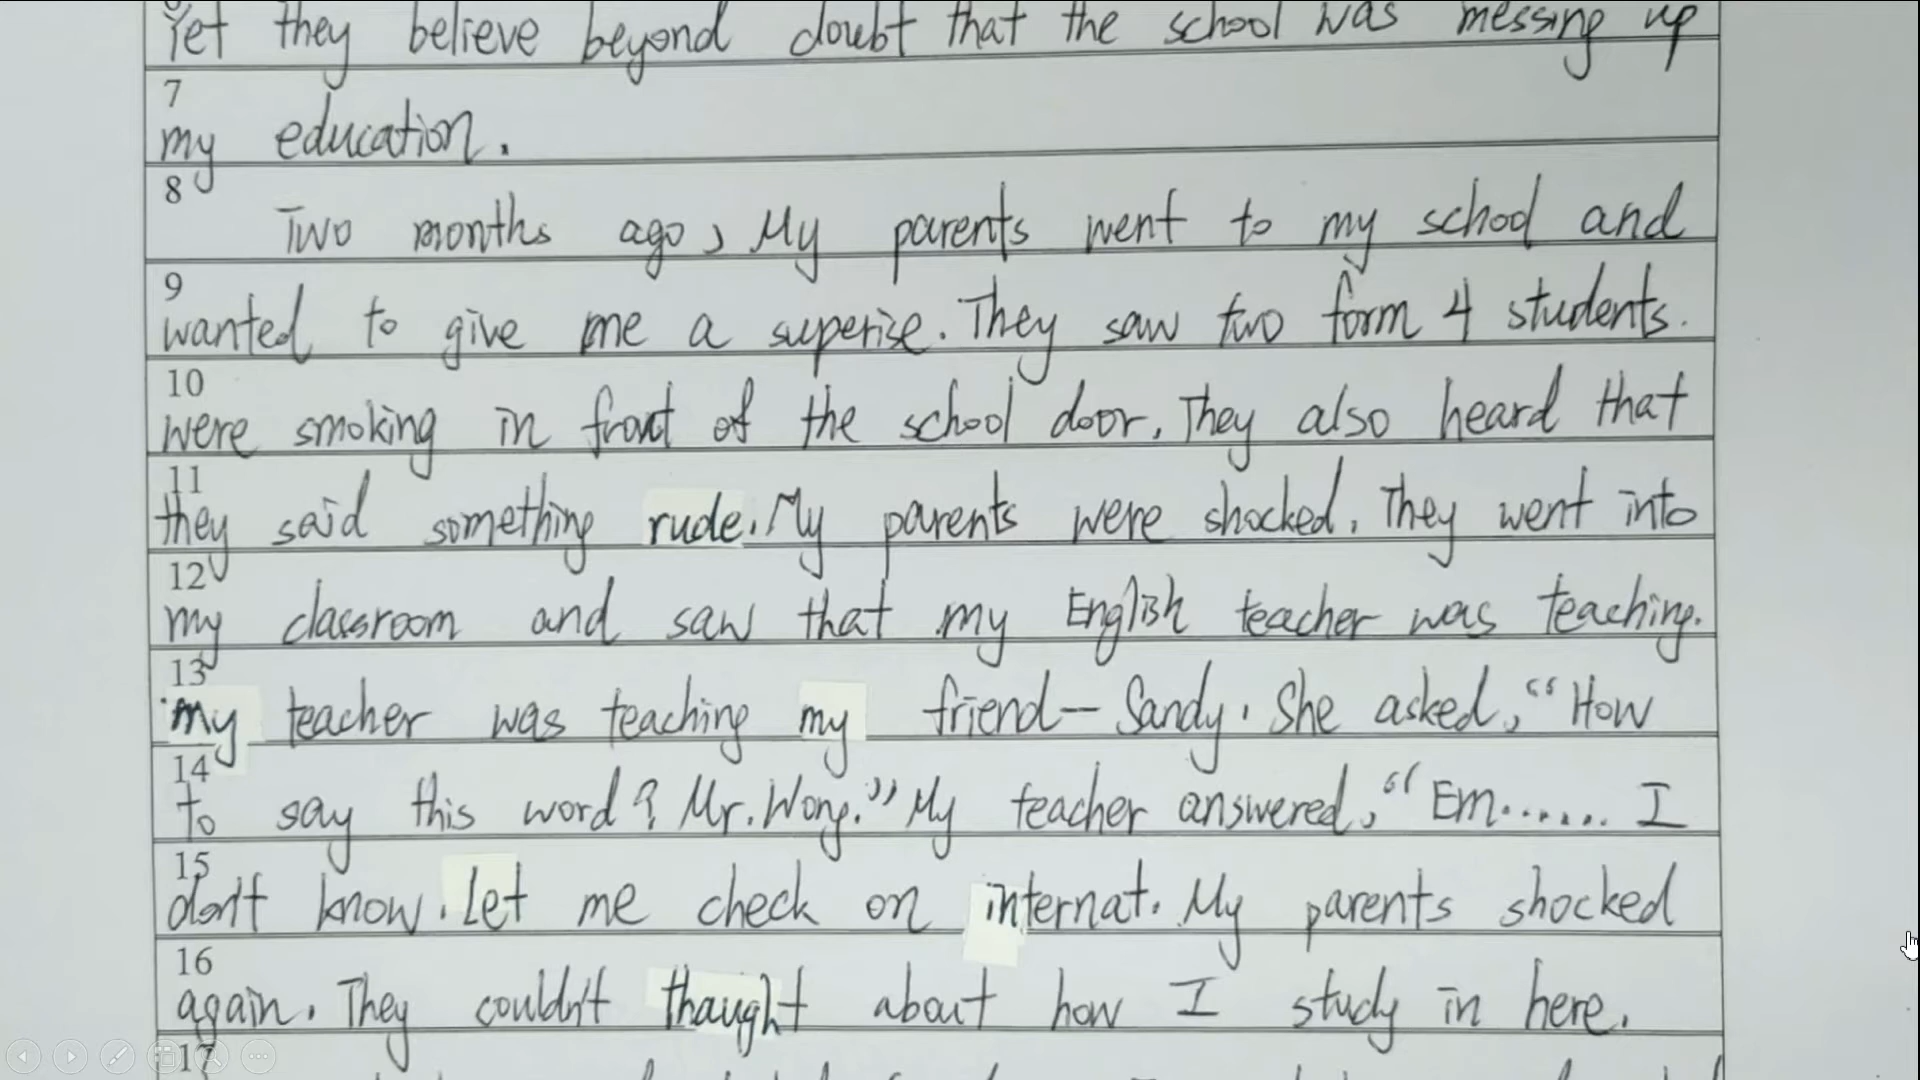 Yet they believe beyond doubt that the school was messing up
7
my education.
8
Two months ago, My parents went to my school and
9
wanted to give me a superise. They saw two form 4 students.
10
were smoking in front of the school door. They also heard that
11
they said something rude. My parents were shocked. They went into
12
my classroom and saw that my English teacher was teaching.
13
my teacher was teaching my friend— Sandy. She asked, “How
14
to say this word? Mr. Wong.” My teacher answered, “Em...... I
15
don't know. Let me check on internat. My parents shocked
16
again. They couldn't thaught about how I study in here.
17